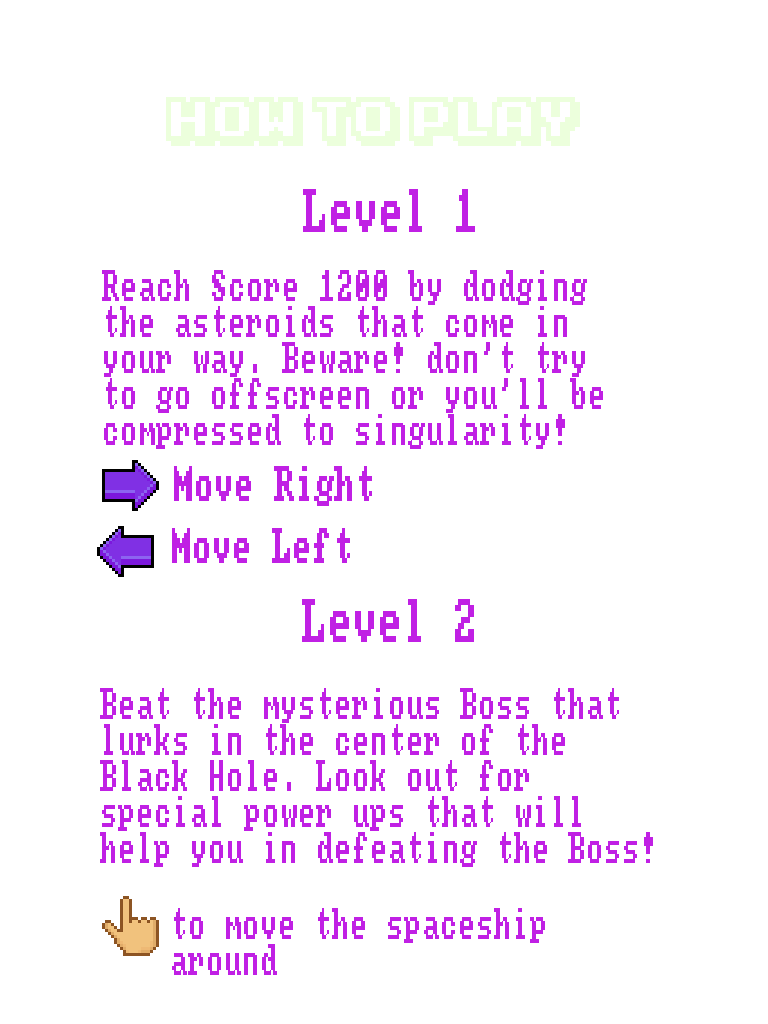 HOW TO PLAY
Level 1
Reach Score 1200 by dodging
the asteroids that come in
your way. Beware! don't try
to go offscreen or you'll be
compressed to singularity!
Move Right
Move Left
Level 2
Beat the mysterious Boss that
lurks in the center of the
Black Hole. Look out for
special power ups that will
help you in defeating the Boss!
to move the spaceship
around